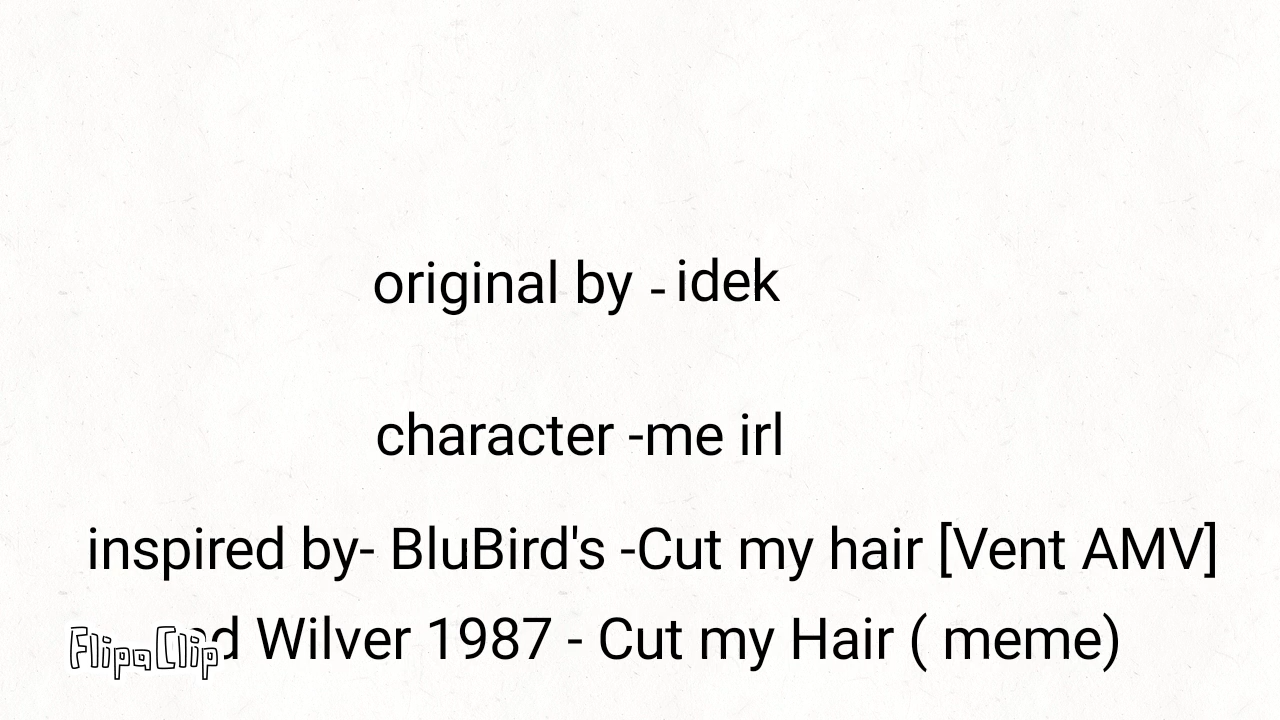 original by - idek
character -me irl
inspired by- BluBird's -Cut my hair [Vent AMV]
Wilver 1987 - Cut my Hair ( meme)
FlipaClip